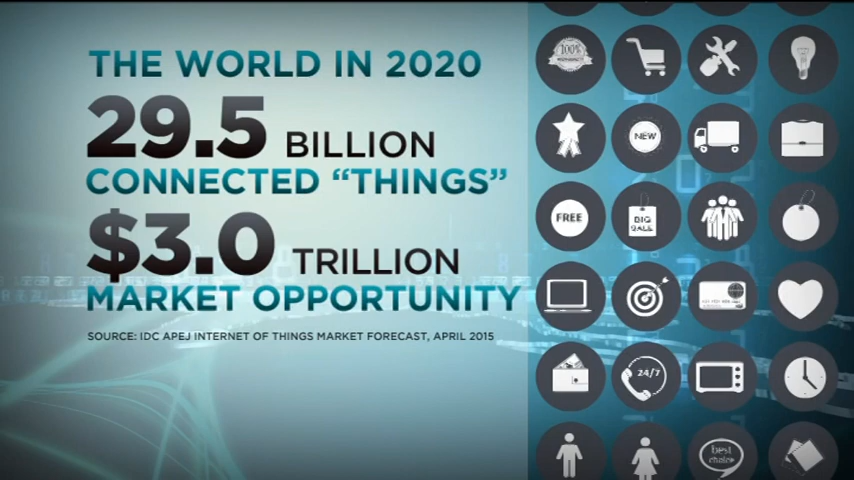 THE WORLD IN 2020
29.5 BILLION
CONNECTED “THINGS”
$3.0 TRILLION
MARKET OPPORTUNITY
SOURCE: IDC APEJ INTERNET OF THINGS MARKET FORECAST, APRIL 2015
100%
NEW
FREE
BIG
SALE
24/7
best
choice